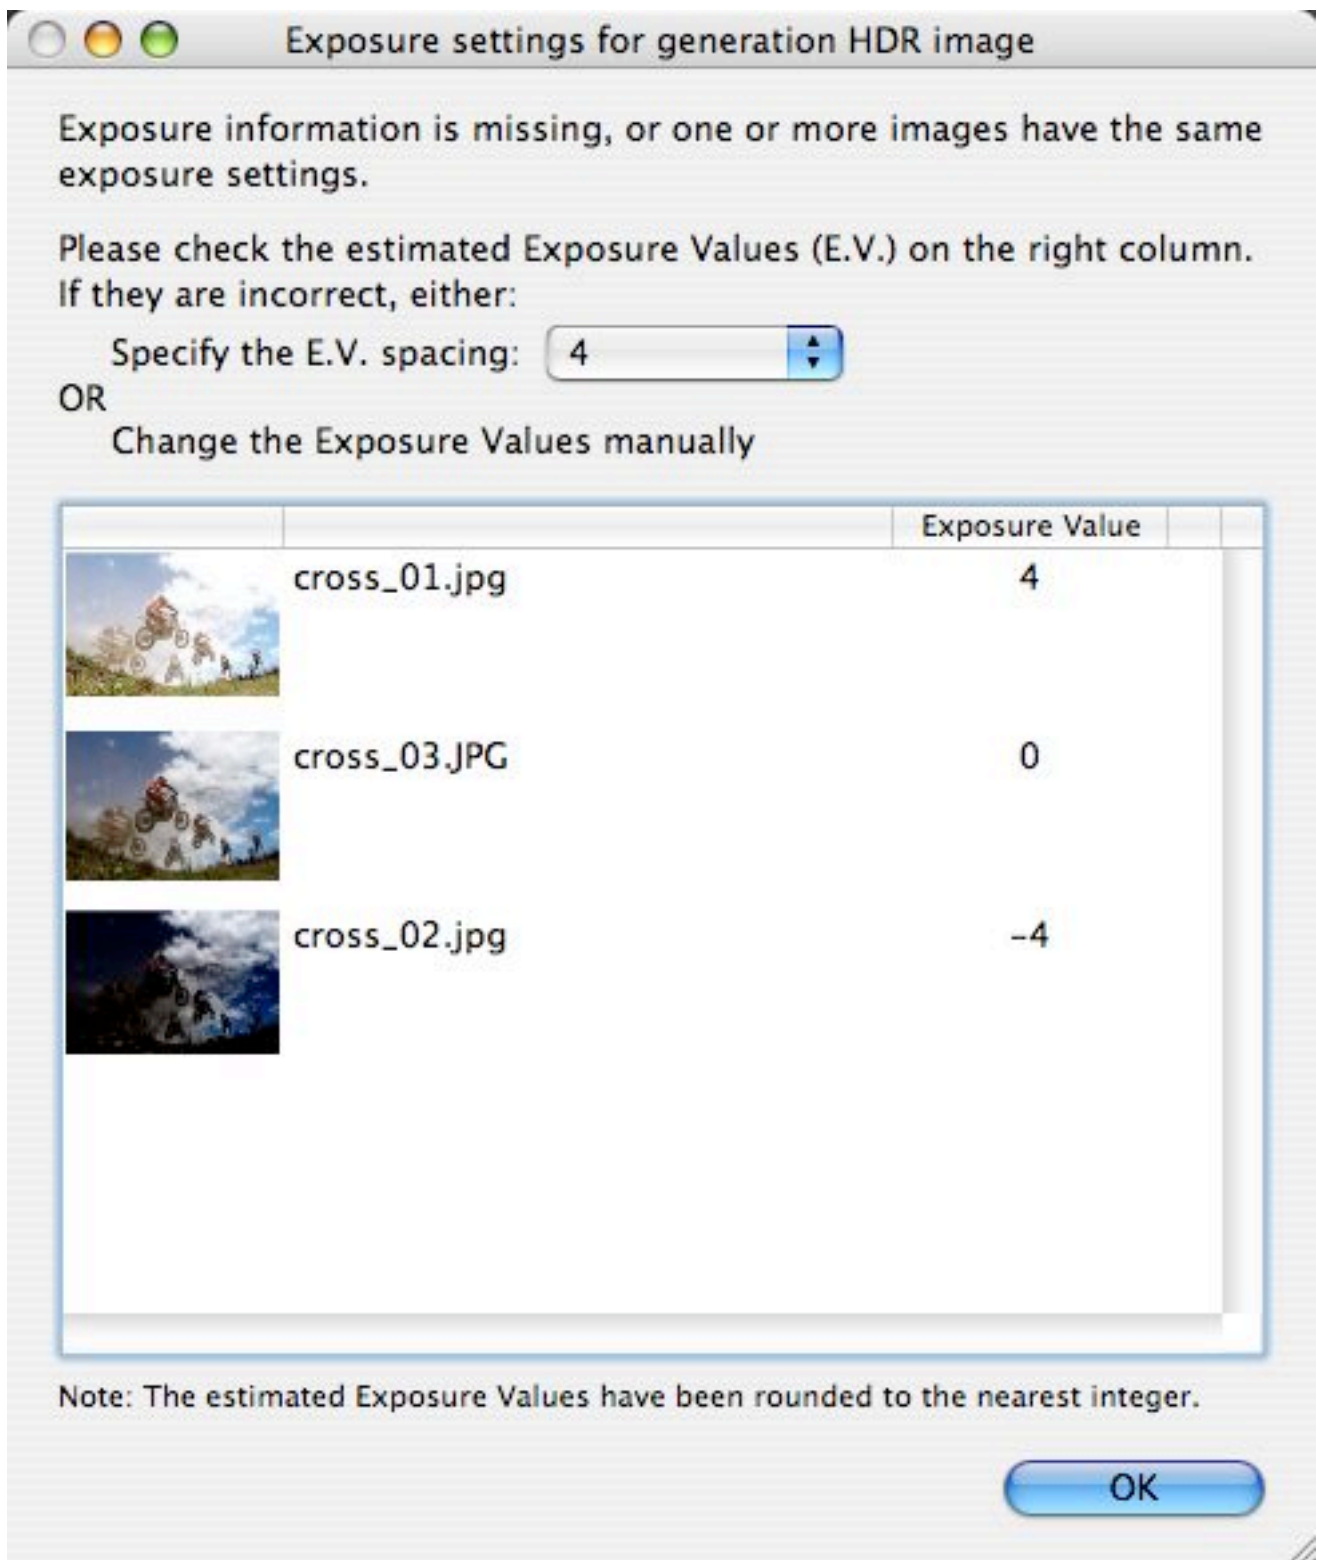 Exposure settings for generation HDR image
Exposure information is missing, or one or more images have the same
exposure settings.
Please check the estimated Exposure Values (E.V.) on the right column.
If they are incorrect, either:
Specify the E.V. spacing: 4
OR
Change the Exposure Values manually
Exposure Value
cross_01.jpg 4
cross_03.JPG 0
cross_02.jpg -4
Note: The estimated Exposure Values have been rounded to the nearest integer.
OK